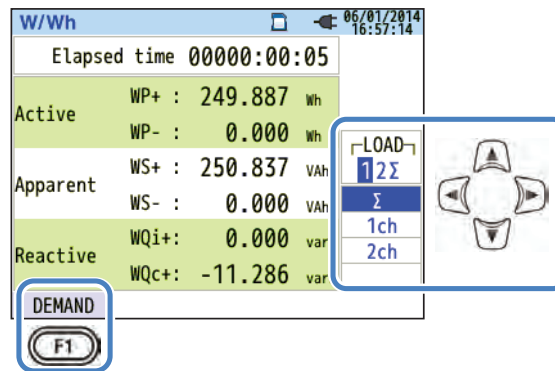 W/Wh
06/01/2014
16:57:14
Elapsed time 00000:00:05
Active
WP+ : 249.887 Wh
WP- : 0.000 Wh
Apparent
WS+ : 250.837 VAh
WS- : 0.000 VAh
Reactive
WQi+: 0.000 var
WQc+: -11.286 var
LOAD
12Σ
Σ
1ch
2ch
DEMAND
F1